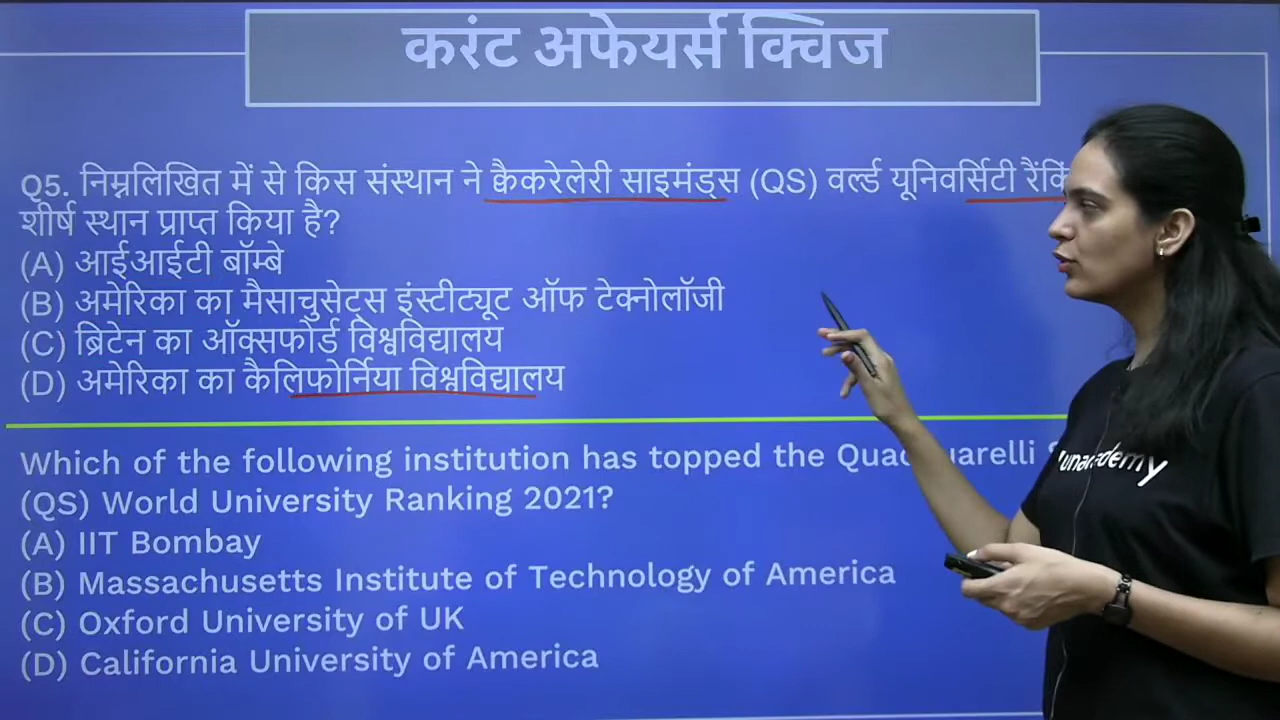 करंट अफेयर्स क्विज
Q5. निम्नलिखित में से किस संस्थान ने क्वैकरेलेरी साइमंड्स (QS) वर्ल्ड यूनिवर्सिटी
शीर्ष स्थान प्राप्त किया है?
(A) आईआईटी बॉम्बे
(B) अमेरिका का मैसाचुसेट्स इंस्टीट्यूट ऑफ टेक्नोलॉजी
(C) ब्रिटेन का ऑक्सफोर्ड विश्वविद्यालय
(D) अमेरिका का कैलिफोर्निया विश्वविद्यालय
Which of the following institution has topped the
(QS) World University Ranking 2021?
(A) IIT Bombay
(B) Massachusetts Institute of Technology of America
(C) Oxford University of UK
(D) California University of America
unacademy